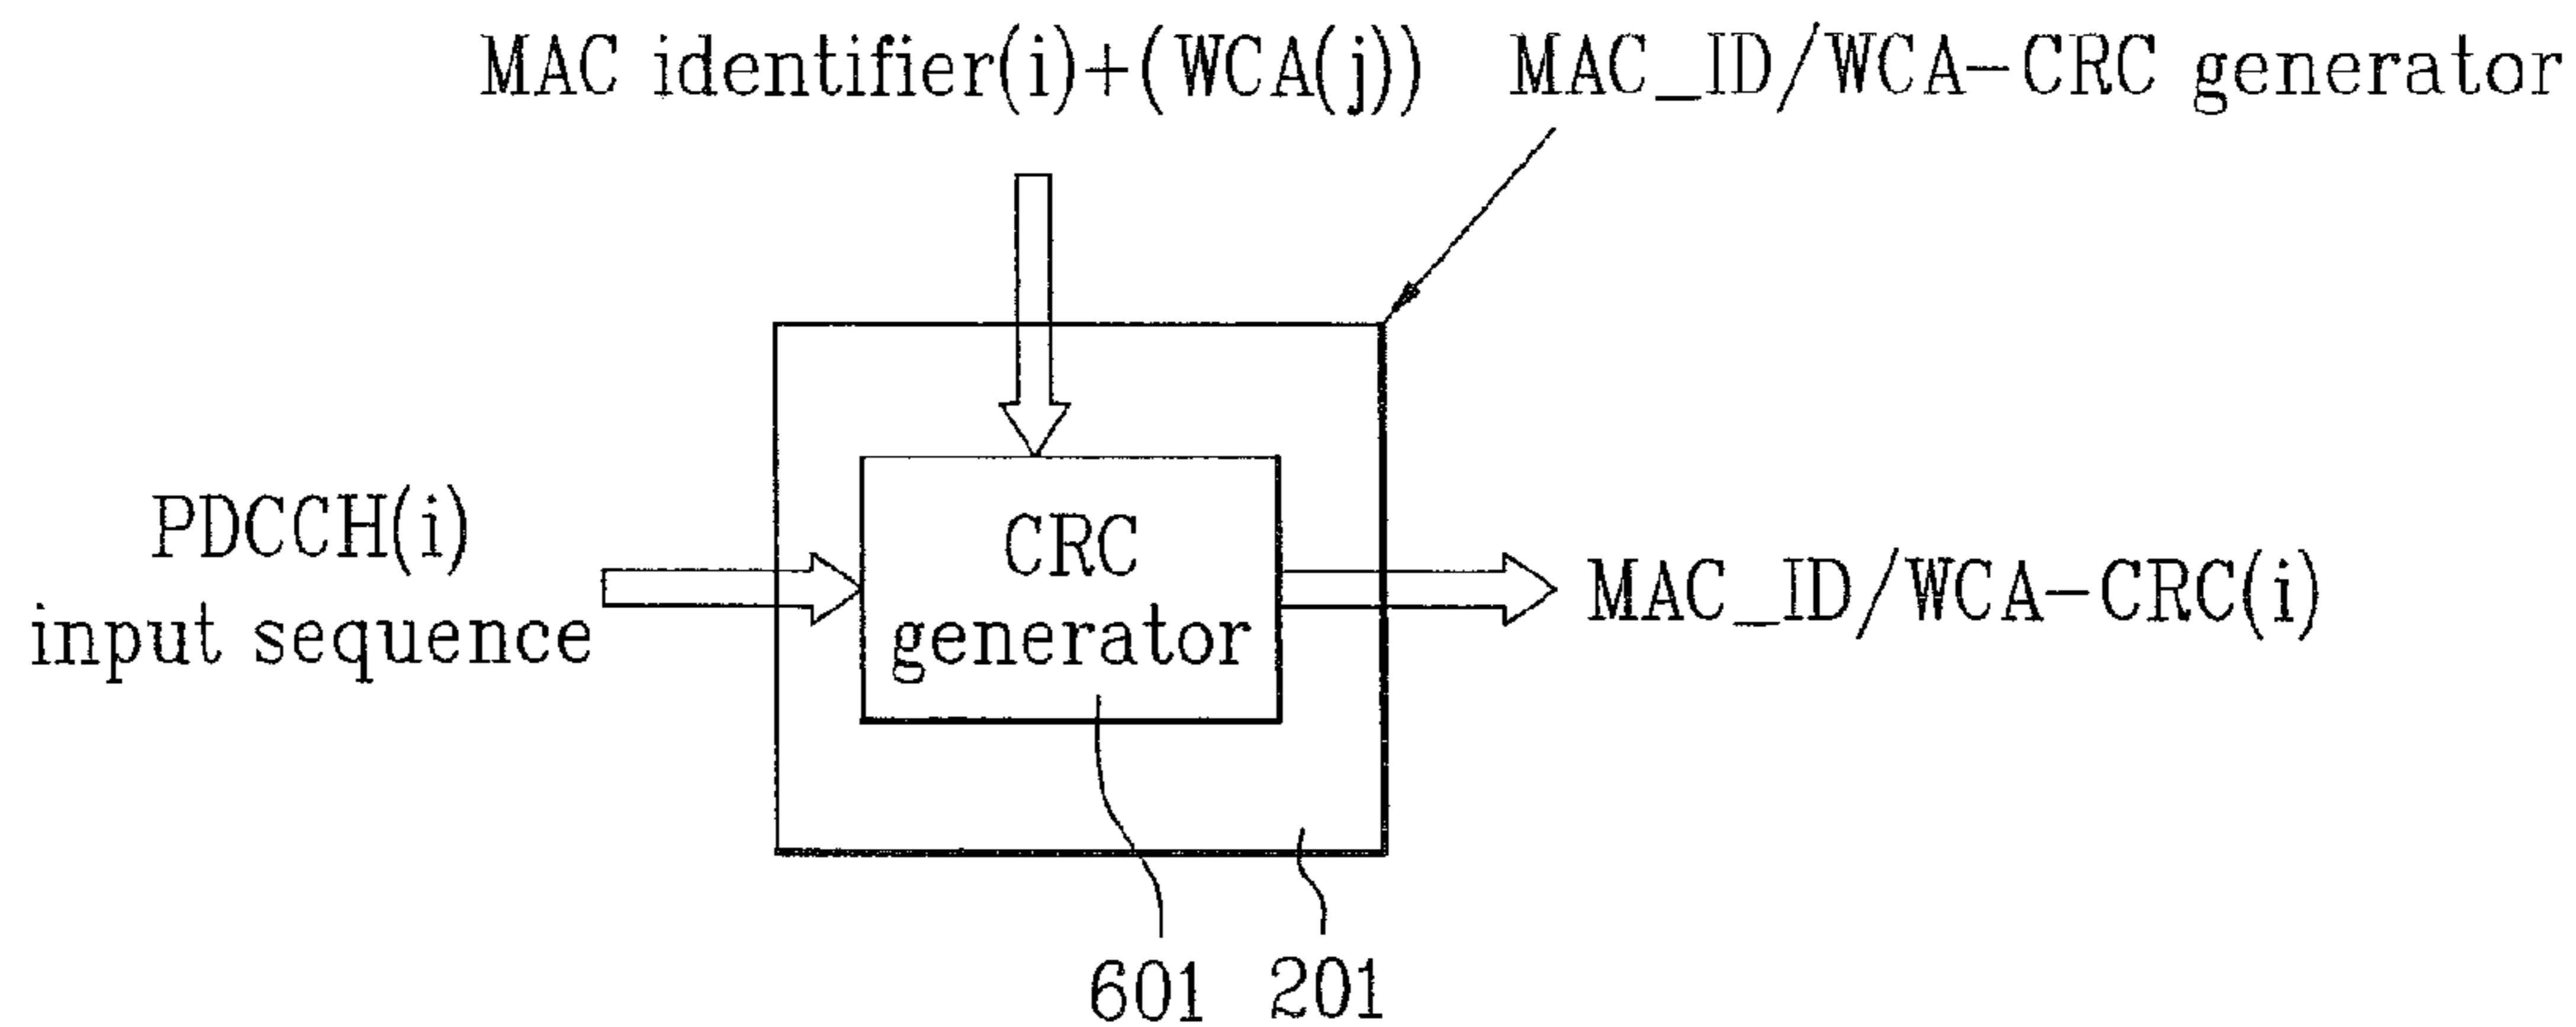 MAC identifier(i)+(WCA(j))
MAC_ID/WCA-CRC generator
PDCCH(i)
input sequence
CRC
generator
MAC_ID/WCA-CRC(i)
601
201